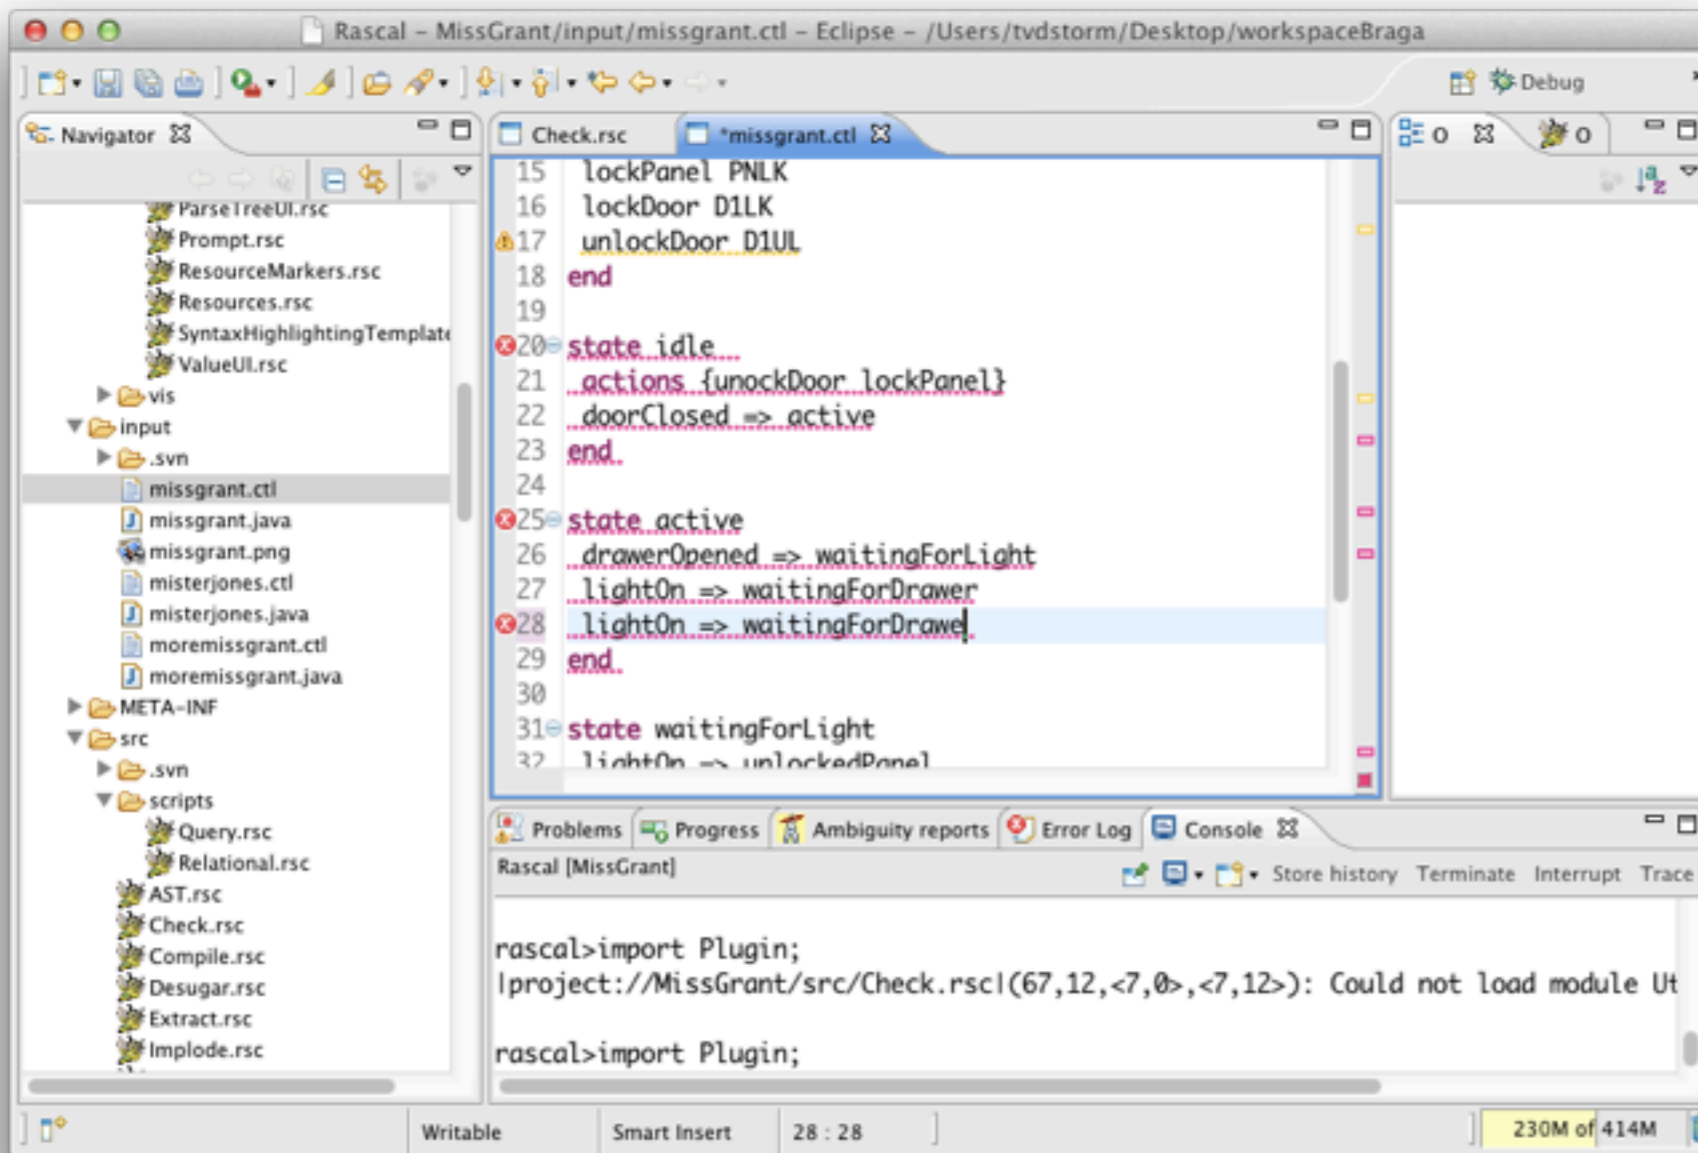 Rascal – MissGrant/input/missgrant.ctl – Eclipse – /Users/tvdstorm/Desktop/workspaceBraga
Debug
Navigator
ParseTreeUI.rsc
Prompt.rsc
ResourceMarkers.rsc
Resources.rsc
SyntaxHighlightingTemplate
ValueUI.rsc
vis
input
.svn
missgrant.ctl
missgrant.java
missgrant.png
misterjones.ctl
misterjones.java
moremissgrant.ctl
moremissgrant.java
META-INF
src
.svn
scripts
Query.rsc
Relational.rsc
AST.rsc
Check.rsc
Compile.rsc
Desugar.rsc
Extract.rsc
Implode.rsc
Check.rsc
*missgrant.ctl
15 lockPanel PNLK
16 lockDoor D1LK
17 unlockDoor D1UL
18 end
19
20 state idle
21 actions {unockDoor lockPanel}
22 doorClosed => active
23 end
24
25 state active
26 drawerOpened => waitingForLight
27 lightOn => waitingForDrawer
28 lightOn => waitingForDrawe
29 end
30
31 state waitingForLight
32 lightOn => unlockedPanel
O
O
Problems
Progress
Ambiguity reports
Error Log
Console
Rascal [MissGrant]
Store history
Terminate
Interrupt
Trace
rascal>import Plugin;
|project://MissGrant/src/Check.rsc|(67,12,<7,0>,<7,12>): Could not load module Ut
rascal>import Plugin;
Writable
Smart Insert
28 : 28
230M of 414M